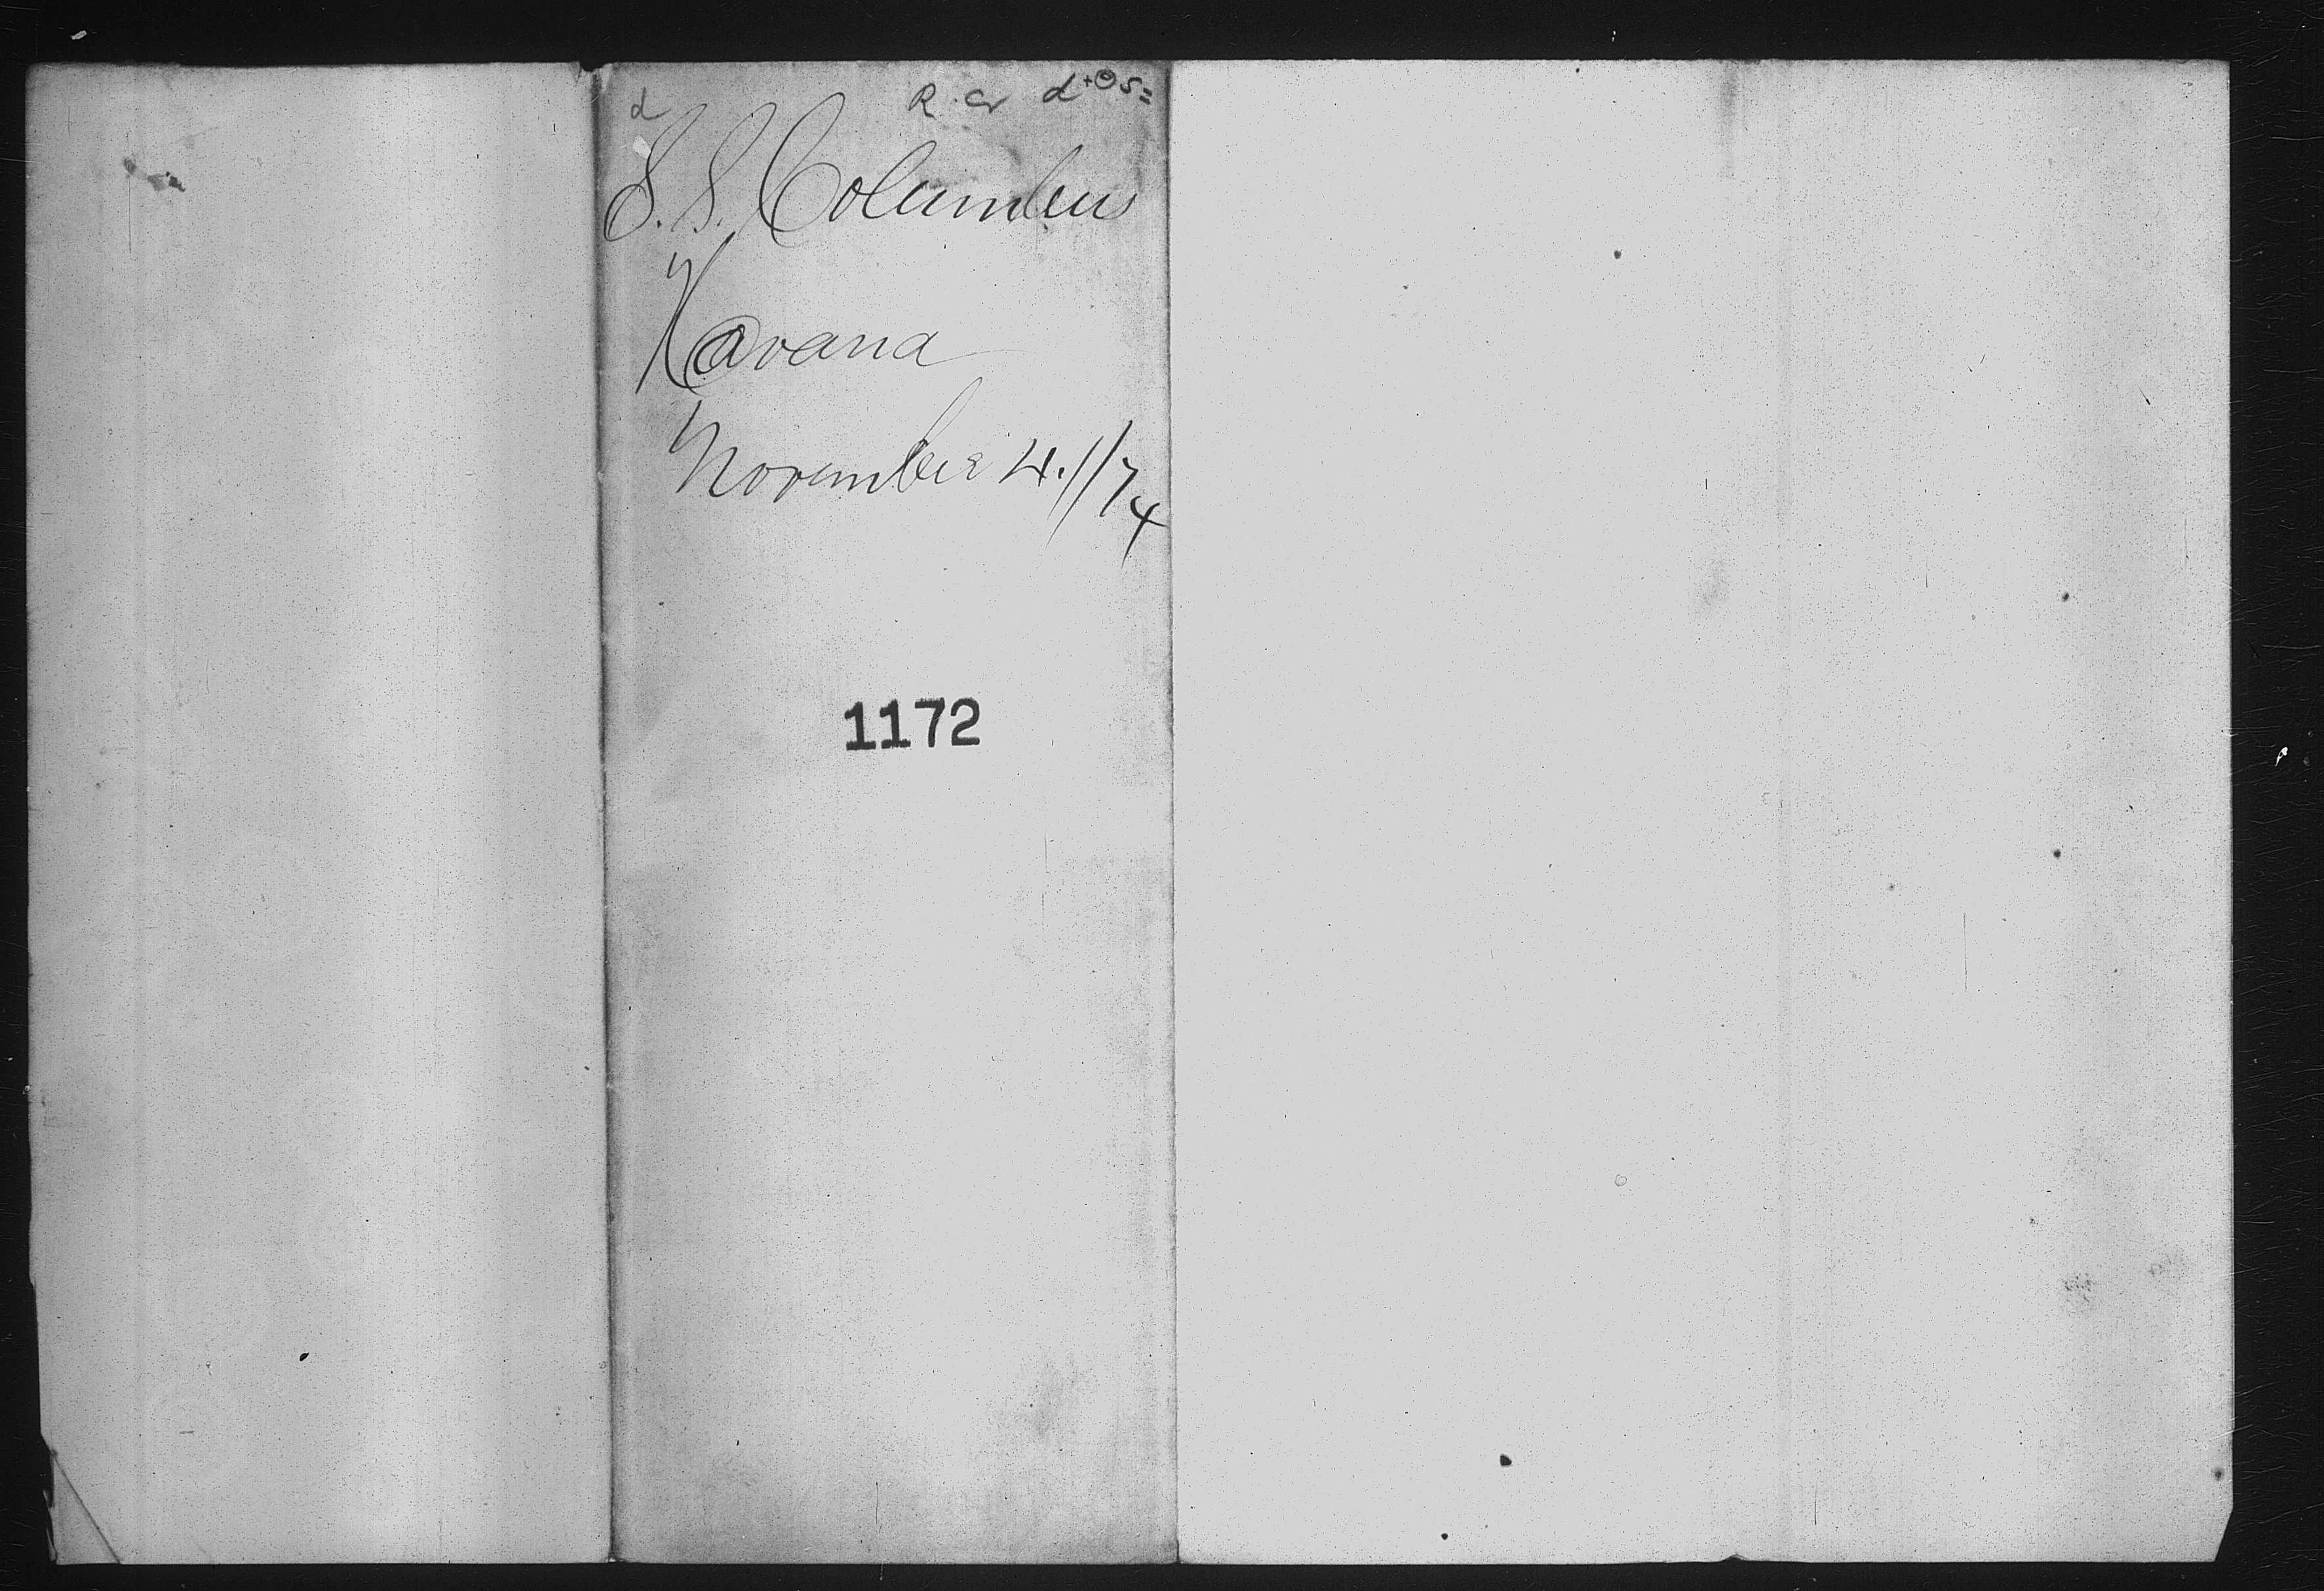 S. S. Columbus
Havana
November 4.//74
1172